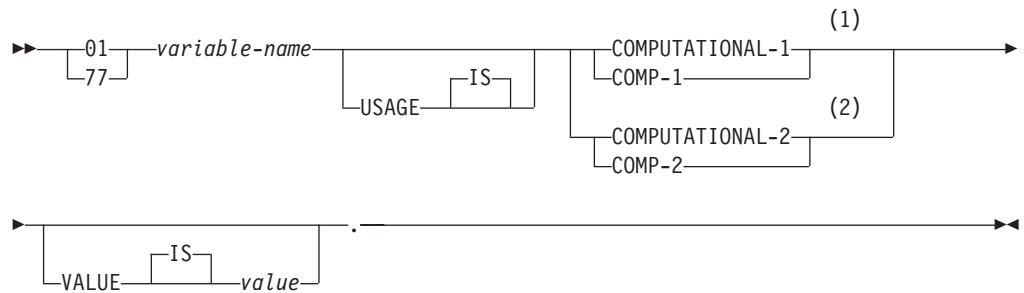 (1)
01 variable-name COMPUTATIONAL-1
77 IS COMP-1
USAGE (2)
COMPUTATIONAL-2
COMP-2
.
IS
VALUE value